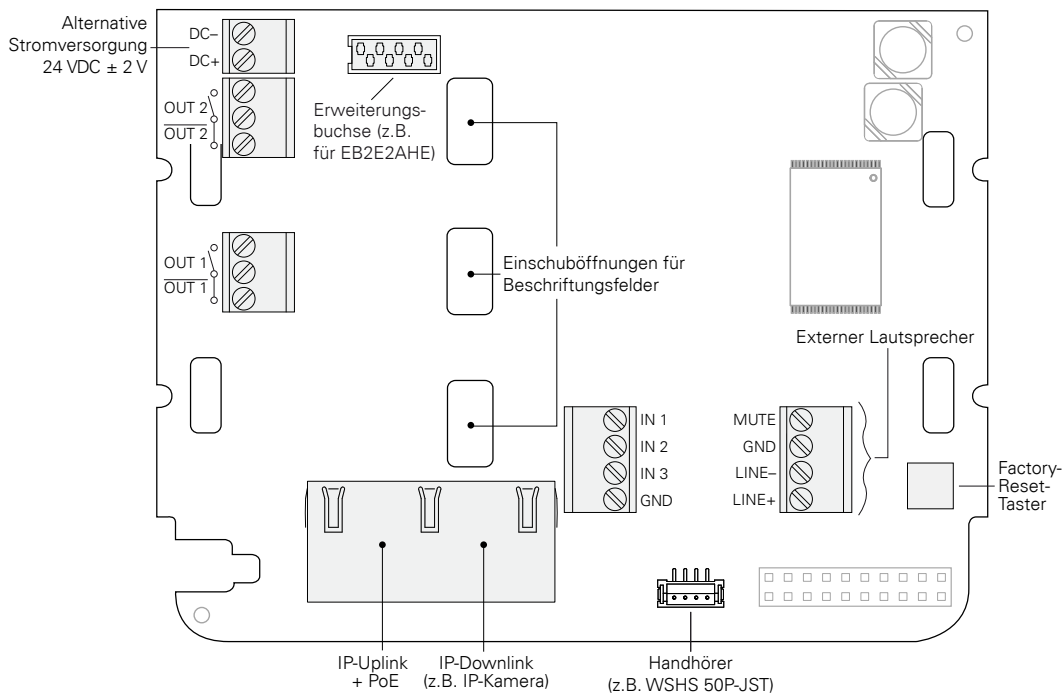 Alternative
Stromversorgung
24 VDC ± 2 V
DC–
DC+
OUT 2
OUT 2
Erweiterungs-
buchse (z.B.
für EB2E2AHE)
OUT 1
OUT 1
Einschuböffnungen für
Beschriftungsfelder
Externer Lautsprecher
IN 1
IN 2
IN 3
GND
MUTE
GND
LINE–
LINE+
Factory-
Reset-
Taster
IP-Uplink
+ PoE
IP-Downlink
(z.B. IP-Kamera)
Handhörer
(z.B. WSHS 50P-JST)